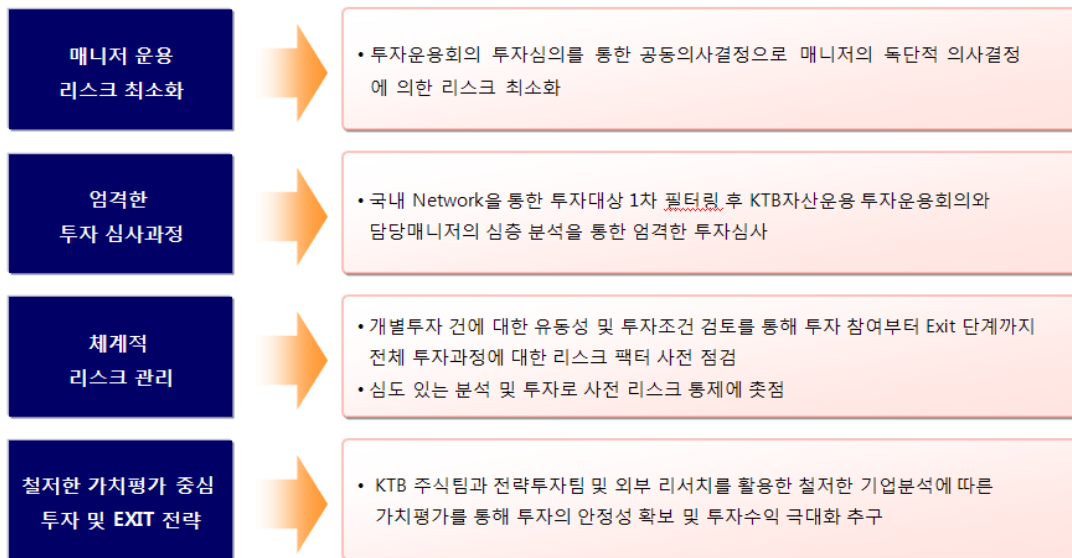 매니저 운용
리스크 최소화
• 투자운용회의 투자심의를 통한 공동의사결정으로 매니저의 독단적 의사결정
에 의한 리스크 최소화
엄격한
투자 심사과정
• 국내 Network을 통한 투자대상 1차 필터링 후 KTB자산운용 투자운용회의와
담당매니저의 심층 분석을 통한 엄격한 투자심사
체계적
리스크 관리
• 개별투자 건에 대한 유동성 및 투자조건 검토를 통해 투자 참여부터 Exit 단계까지
전체 투자과정에 대한 리스크 팩터 사전 점검
• 심도 있는 분석 및 투자로 사전 리스크 통제에 촛점
철저한 가치평가 중심
투자 및 EXIT 전략
• KTB 주식팀과 전략투자팀 및 외부 리서치를 활용한 철저한 기업분석에 따른
가치평가를 통해 투자의 안정성 확보 및 투자수익 극대화 추구